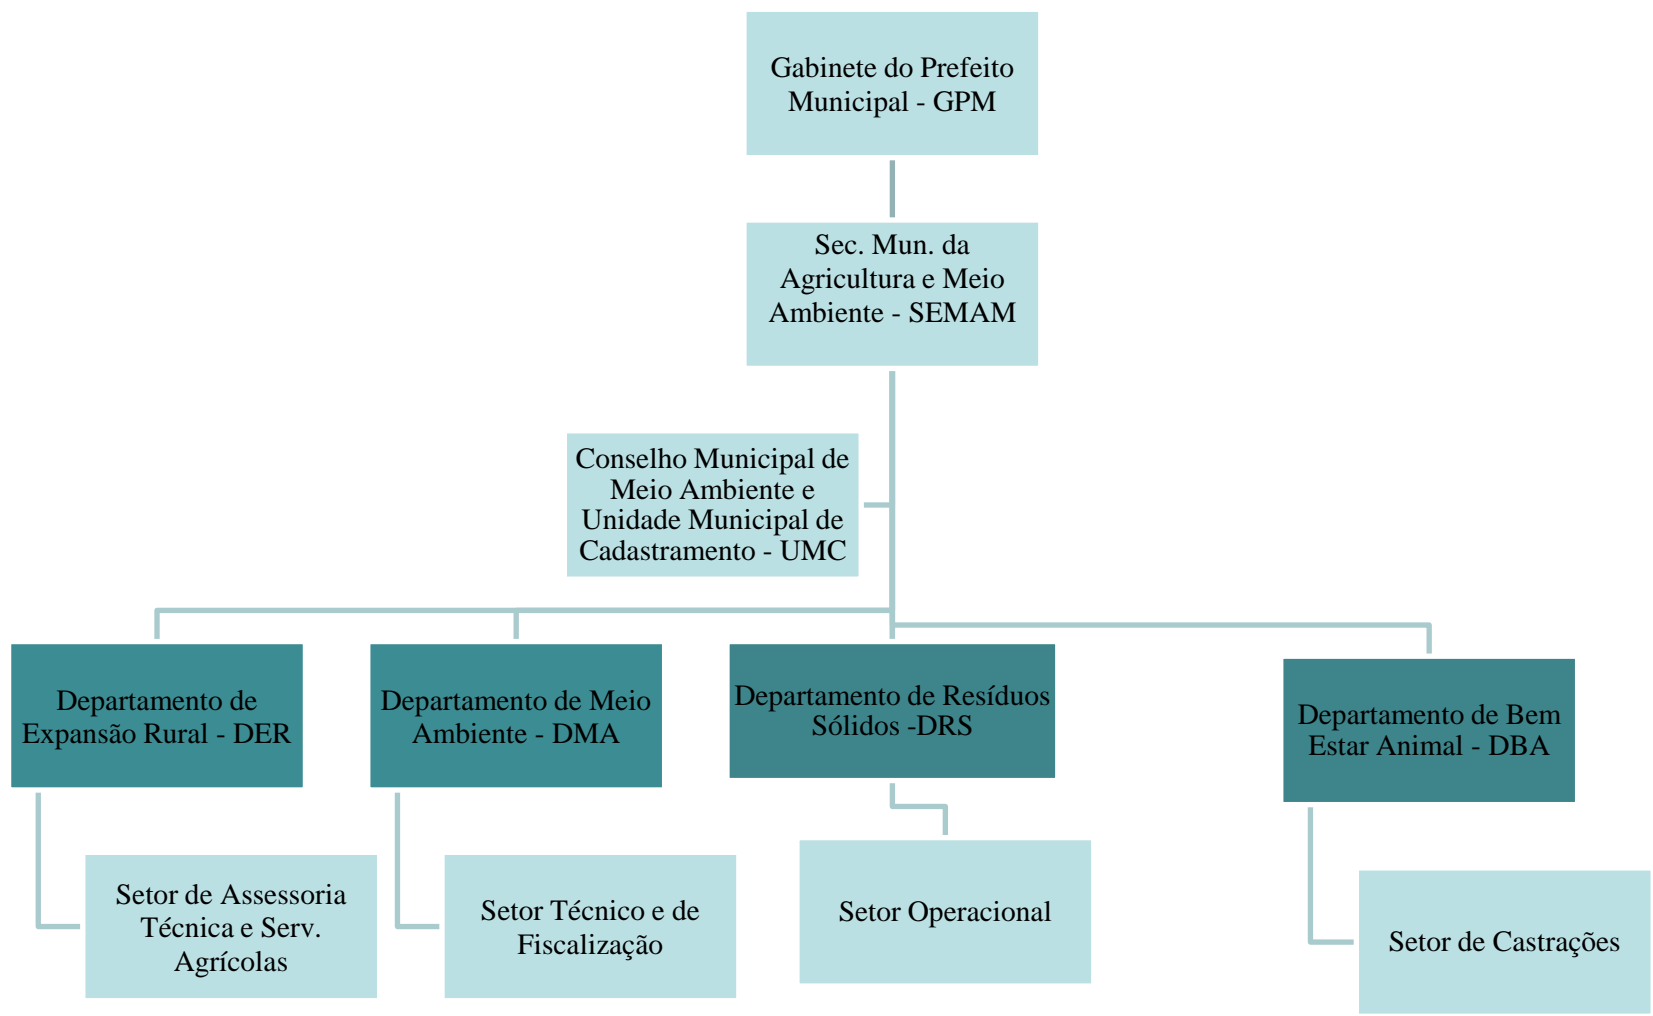 Gabinete do Prefeito
Municipal - GPM
Sec. Mun. da
Agricultura e Meio
Ambiente - SEMAM
Conselho Municipal de
Meio Ambiente e
Unidade Municipal de
Cadastramento - UMC
Departamento de
Expansão Rural - DER
Departamento de Meio
Ambiente - DMA
Departamento de Resíduos
Sólidos -DRS
Departamento de Bem
Estar Animal - DBA
Setor de Assessoria
Técnica e Serv.
Agrícolas
Setor Técnico e de
Fiscalização
Setor Operacional
Setor de Castrações